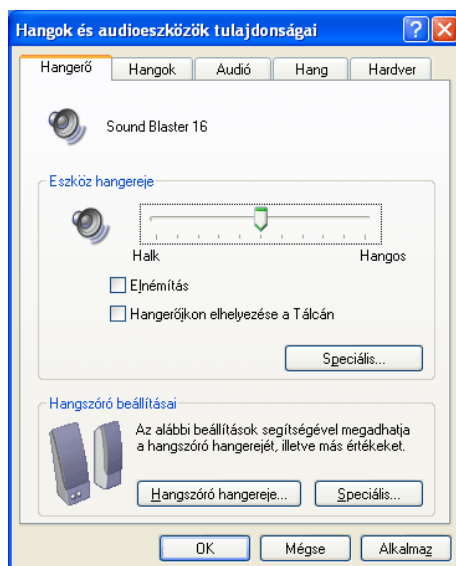 Hangok és audioeszközök tulajdonságai
Hangerő Hangok Audió Hang Hardver
Sound Blaster 16
Eszköz hangereje
Halk Hangos
Elnémítás
Hangerőikon elhelyezése a Tálcán
Speciális...
Hangszóró beállításai
Az alábbi beállítások segítségével megadhatja
a hangszóró hangerejét, illetve más értékeket.
Hangszóró hangereje... Speciális...
OK Mégse Alkalmaz